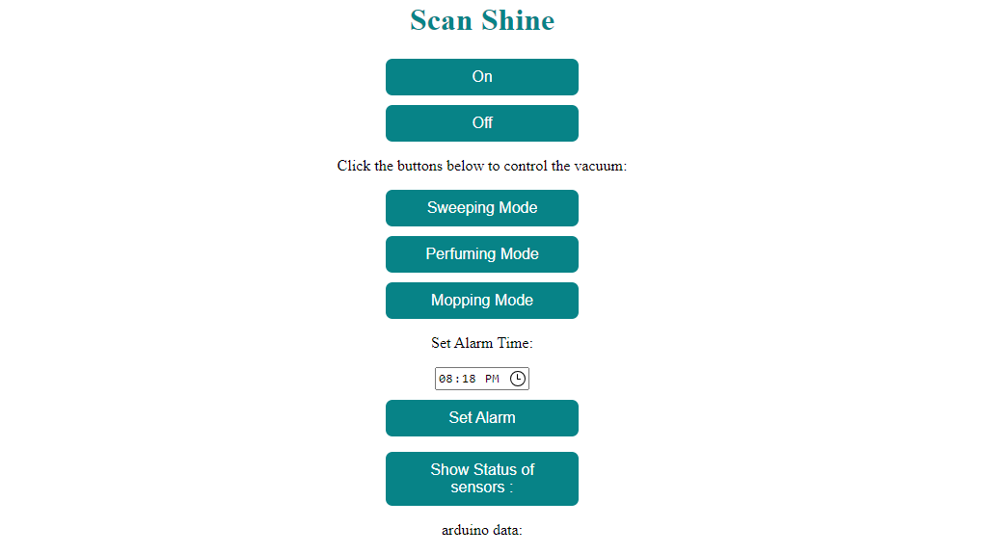 Scan Shine
On
Off
Click the buttons below to control the vacuum:
Sweeping Mode
Perfuming Mode
Mopping Mode
Set Alarm Time:
08:18 PM
Set Alarm
Show Status of
sensors :
arduino data: